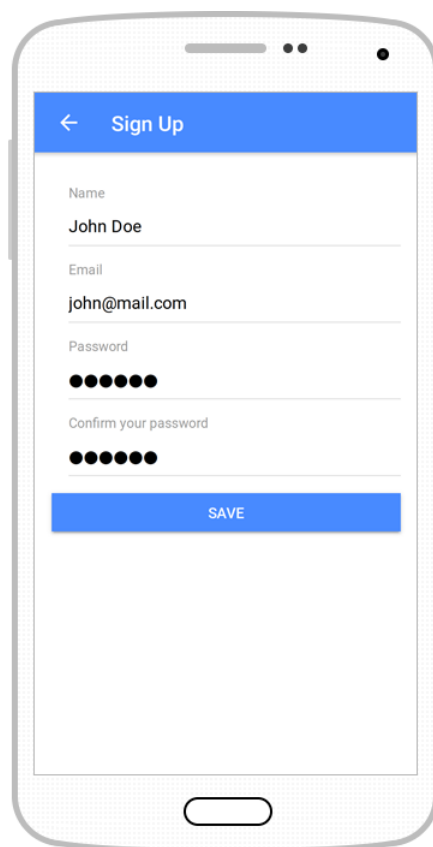 Sign Up
Name
John Doe
Email
john@mail.com
Password
●●●●●●
Confirm your password
●●●●●●
SAVE